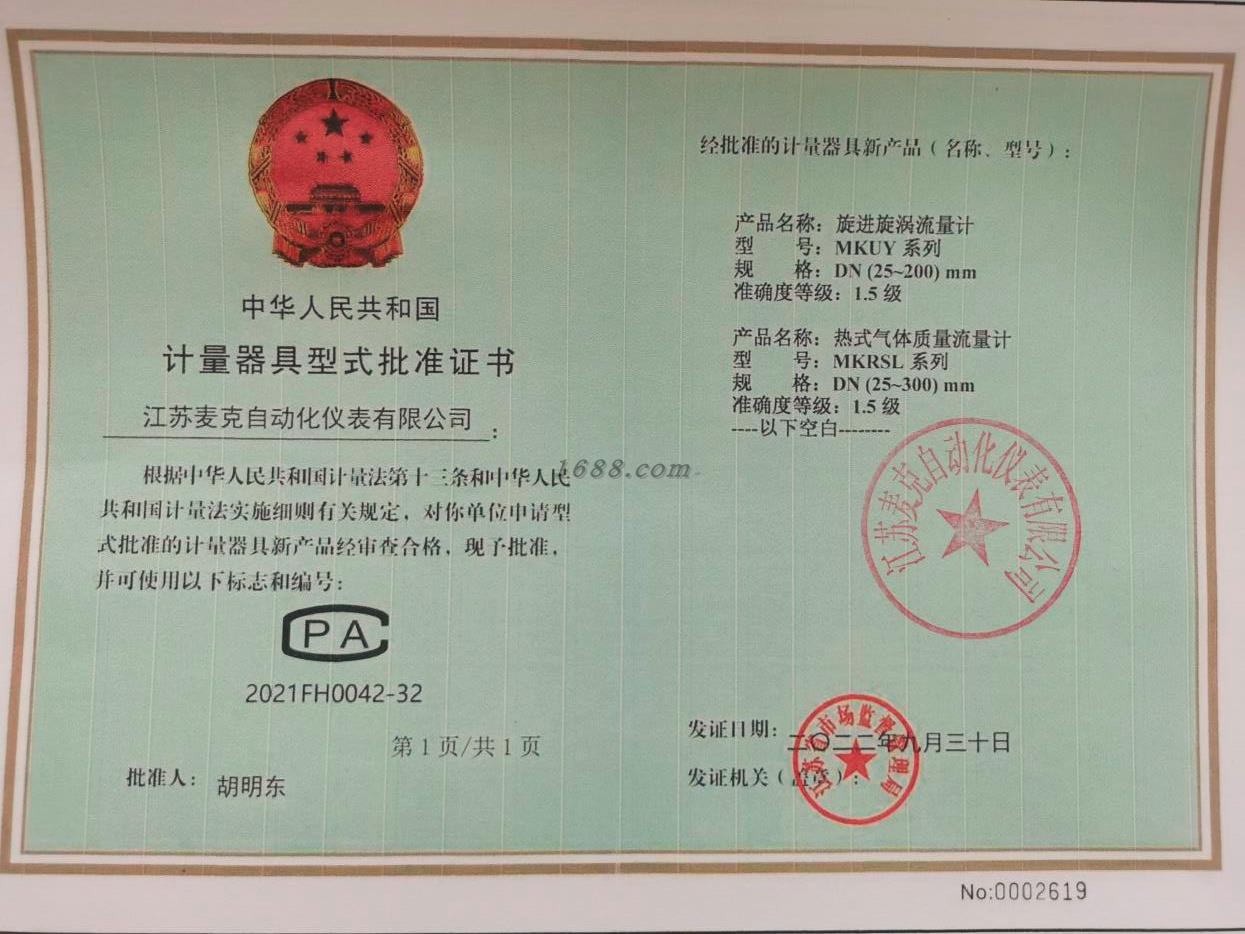 中华人民共和国
计量器具型式批准证书
江苏麦克自动化仪表有限公司：
根据中华人民共和国计量法第十三条和中华人民
共和国计量法实施细则有关规定，对你单位申请型
式批准的计量器具新产品经审查合格，现予批准，
并可使用以下标志和编号：
CPA
2021FH0042-32
第1页/共1页
批准人：胡明东
经批准的计量器具新产品（名称、型号）：
产品名称：旋进旋涡流量计
型 号：MKUY 系列
规 格：DN (25~200) mm
准确度等级：1.5 级
产品名称：热式气体质量流量计
型 号：MKRSL 系列
规 格：DN (25~300) mm
准确度等级：1.5 级
----以下空白--------
江苏麦克自动化仪表有限公司
发证日期：二〇二二年九月三十日
发证机关（盖章）：
江苏省市场监督管理局
No:0002619
1688.com